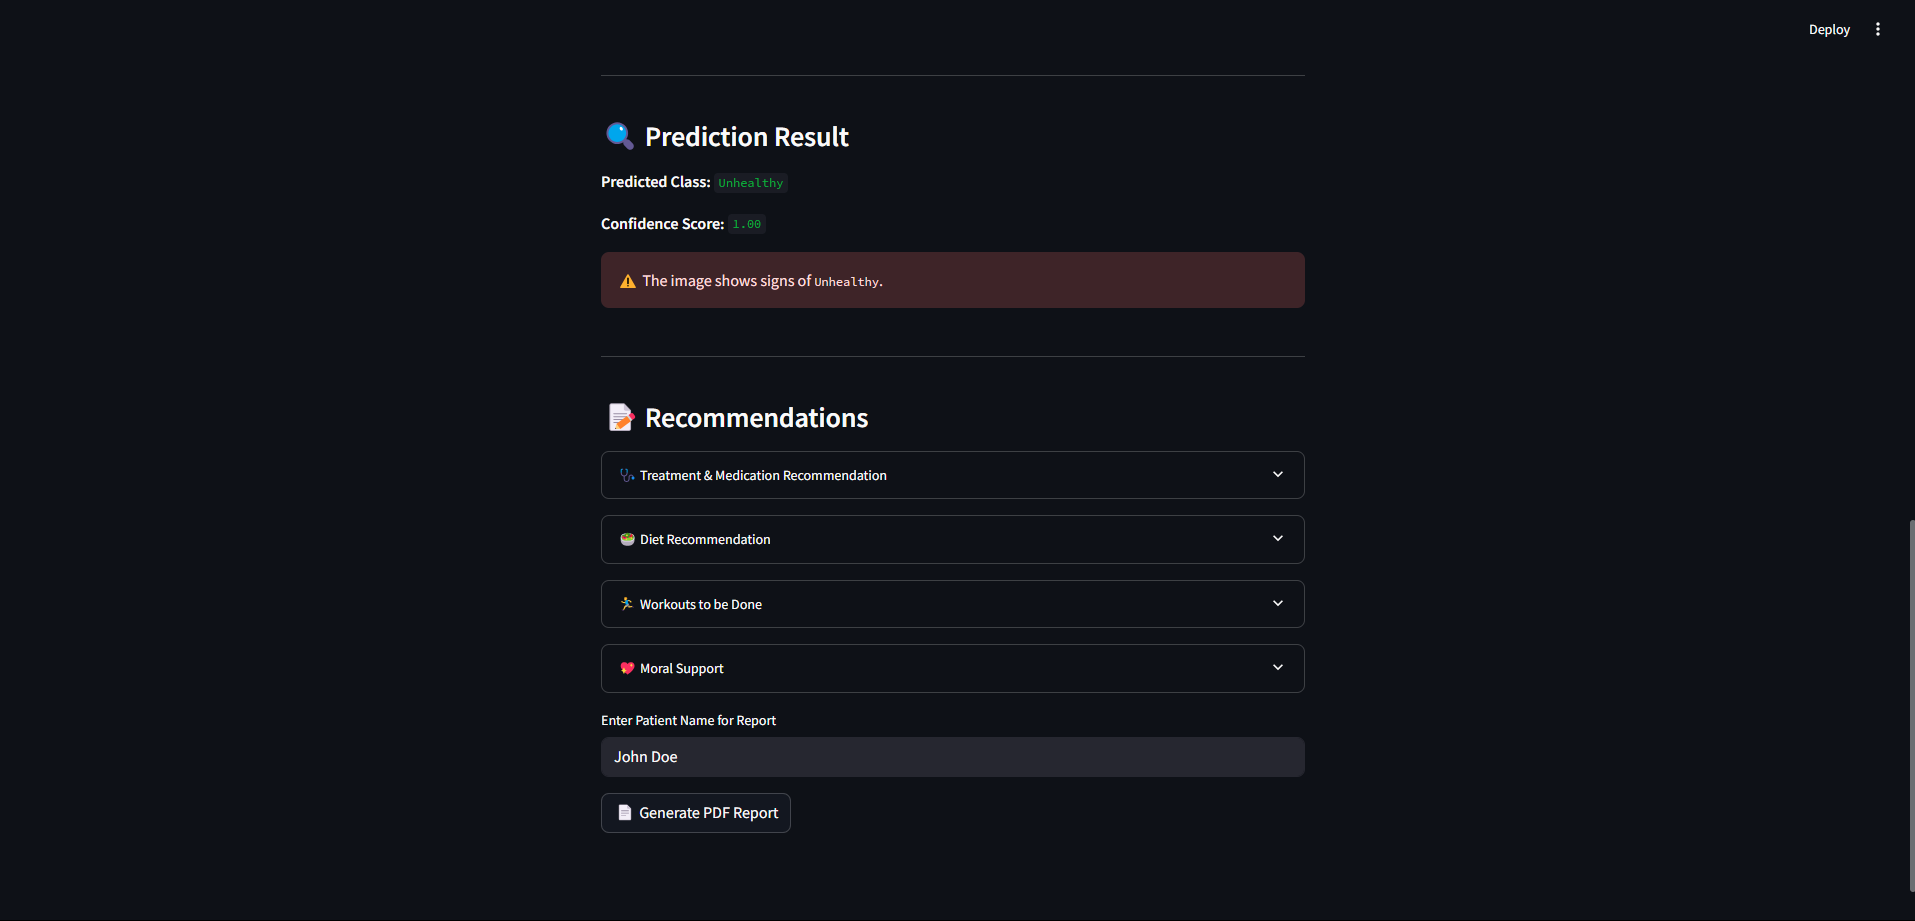 Deploy
🔍 Prediction Result
Predicted Class: Unhealthy
Confidence Score: 1.00
⚠️ The image shows signs of Unhealthy.
📝 Recommendations
🩺 Treatment & Medication Recommendation
🥗 Diet Recommendation
🏃‍♂️ Workouts to be Done
💖 Moral Support
Enter Patient Name for Report
John Doe
📄 Generate PDF Report